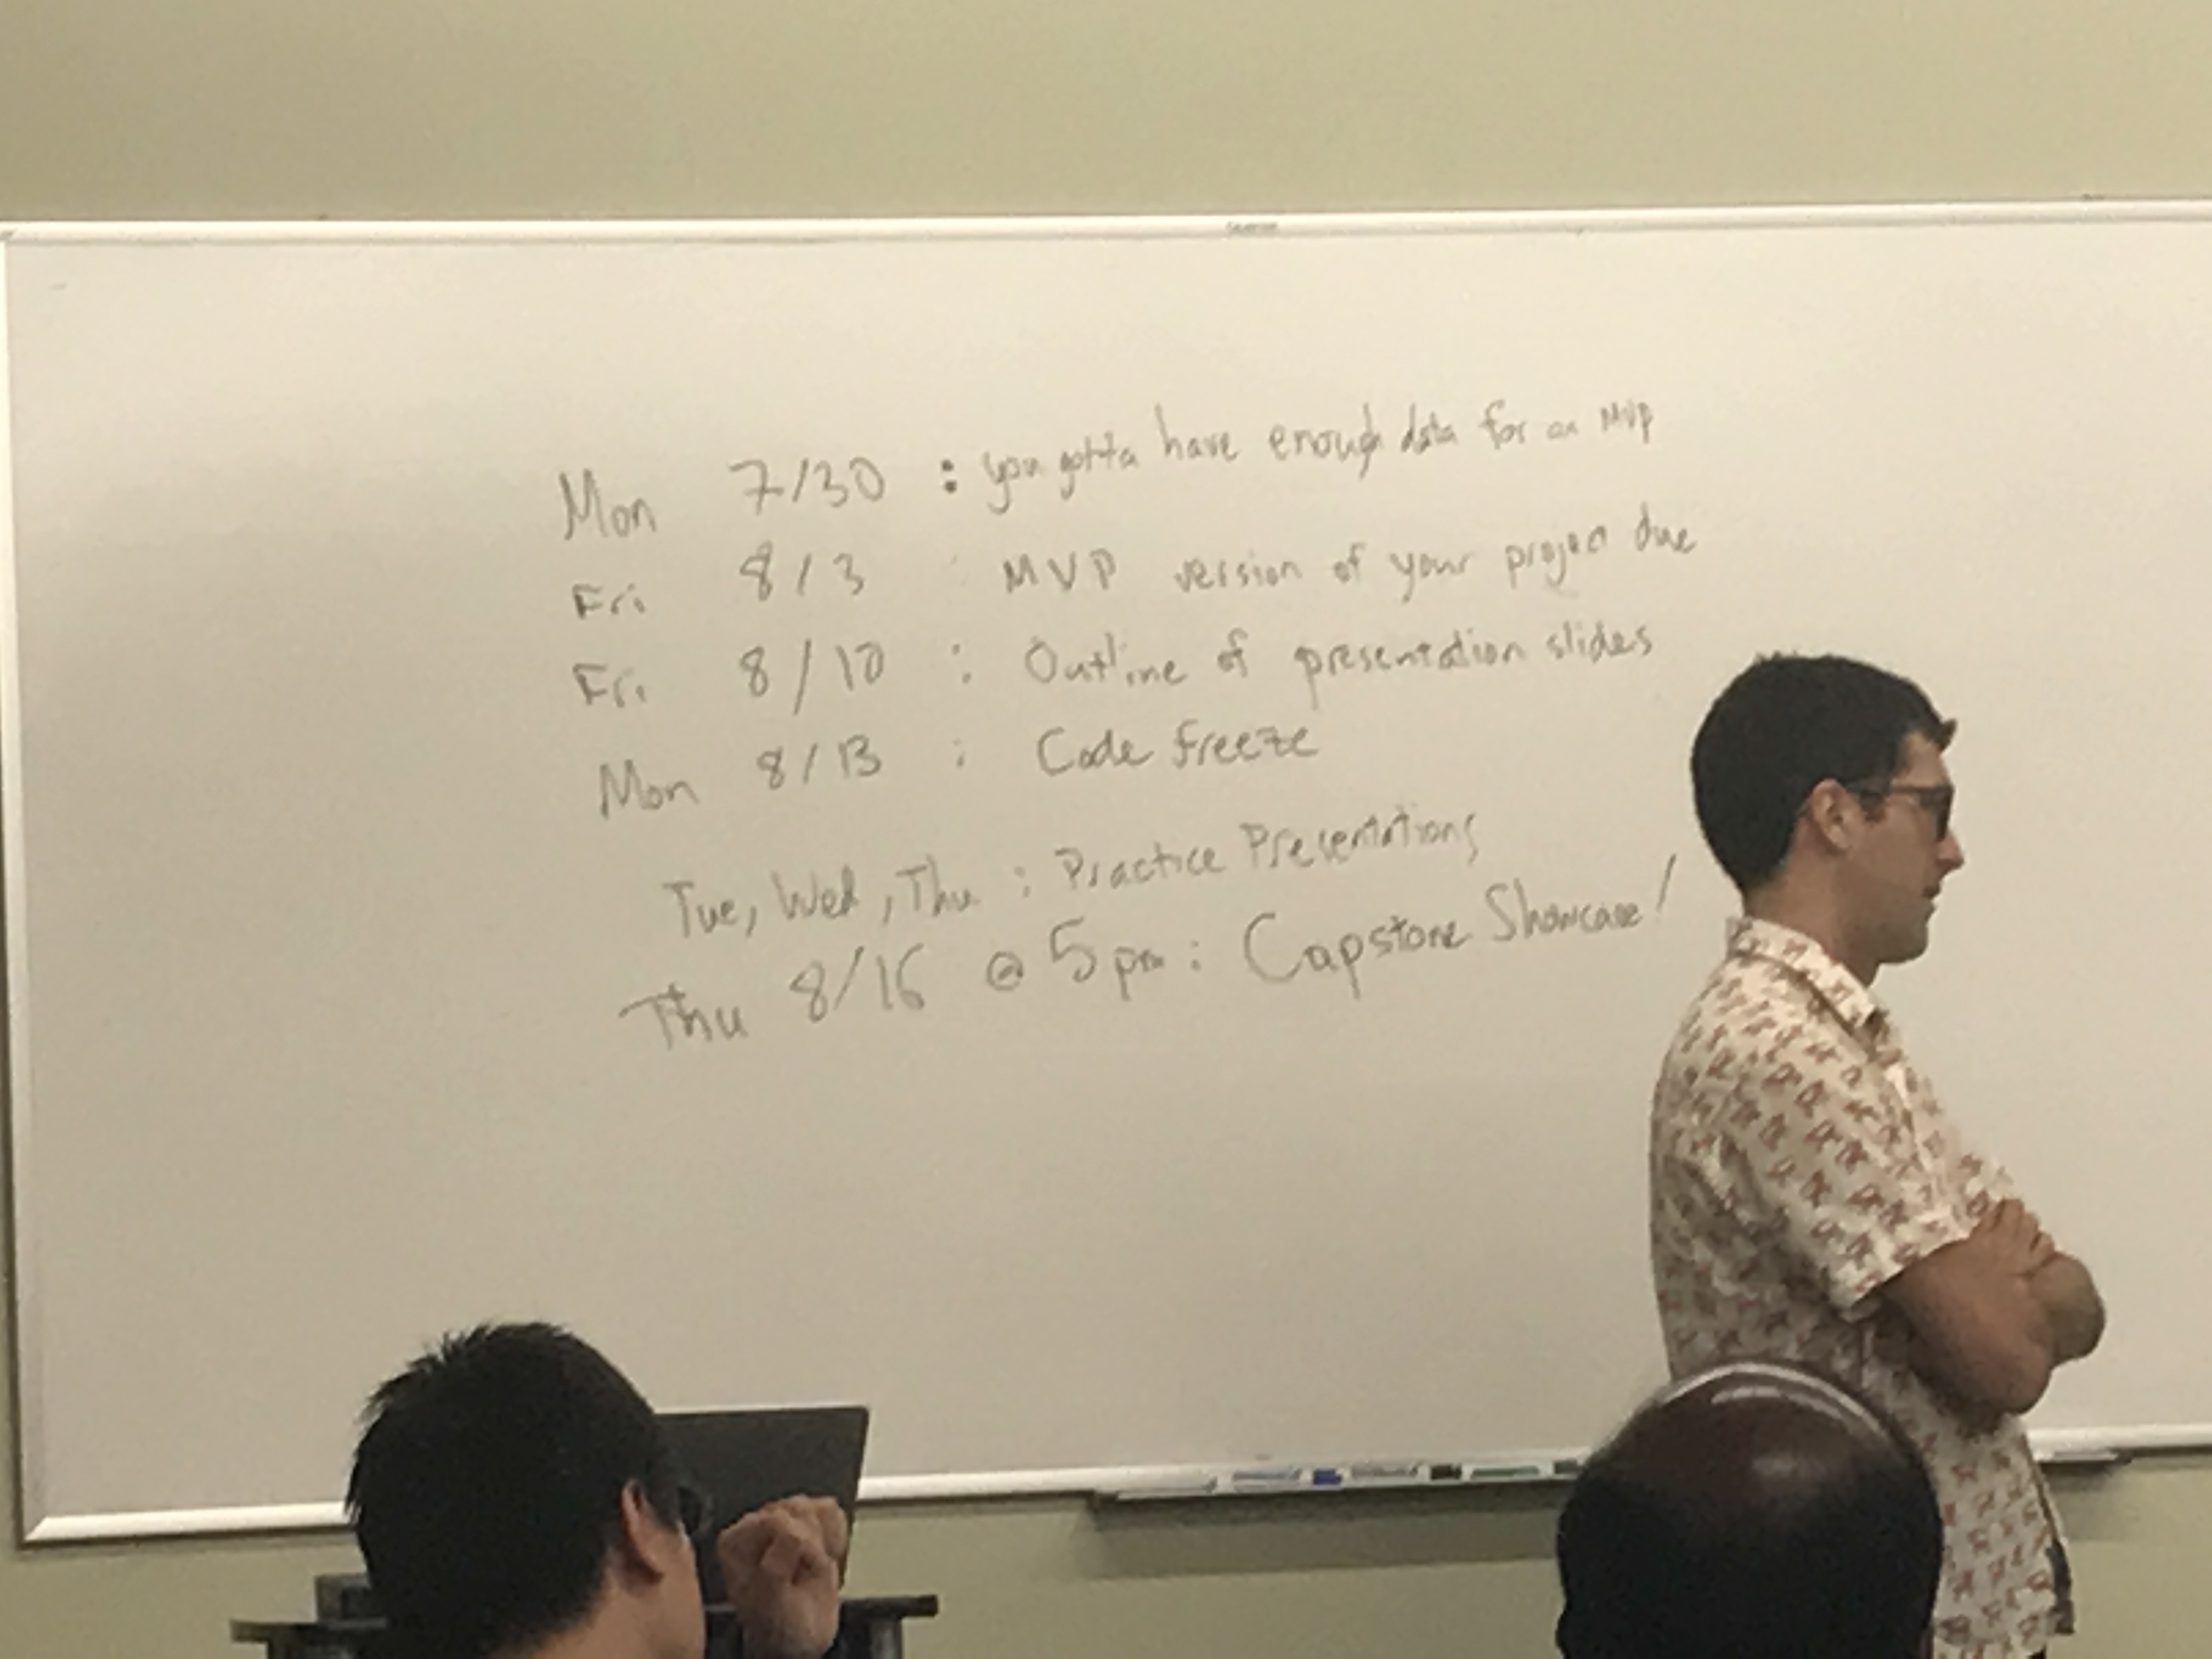 Mon 7/30 : you gotta have enough data for an MVP
Fri 8/3 : MVP version of your project due
Fri 8/10 : Outline of presentation slides
Mon 8/13 : Code freeze
Tue, Wed, Thu : Practice Presentations
Thu 8/16 @ 5pm : Capstone Showcase!